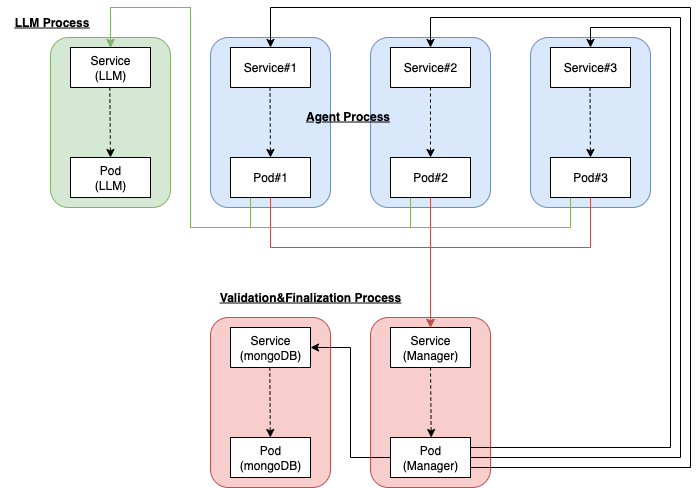 LLM Process
Service
(LLM)
Service#1
Service#2
Service#3
Agent Process
Pod
(LLM)
Pod#1
Pod#2
Pod#3
Validation&Finalization Process
Service
(mongoDB)
Service
(Manager)
Pod
(mongoDB)
Pod
(Manager)